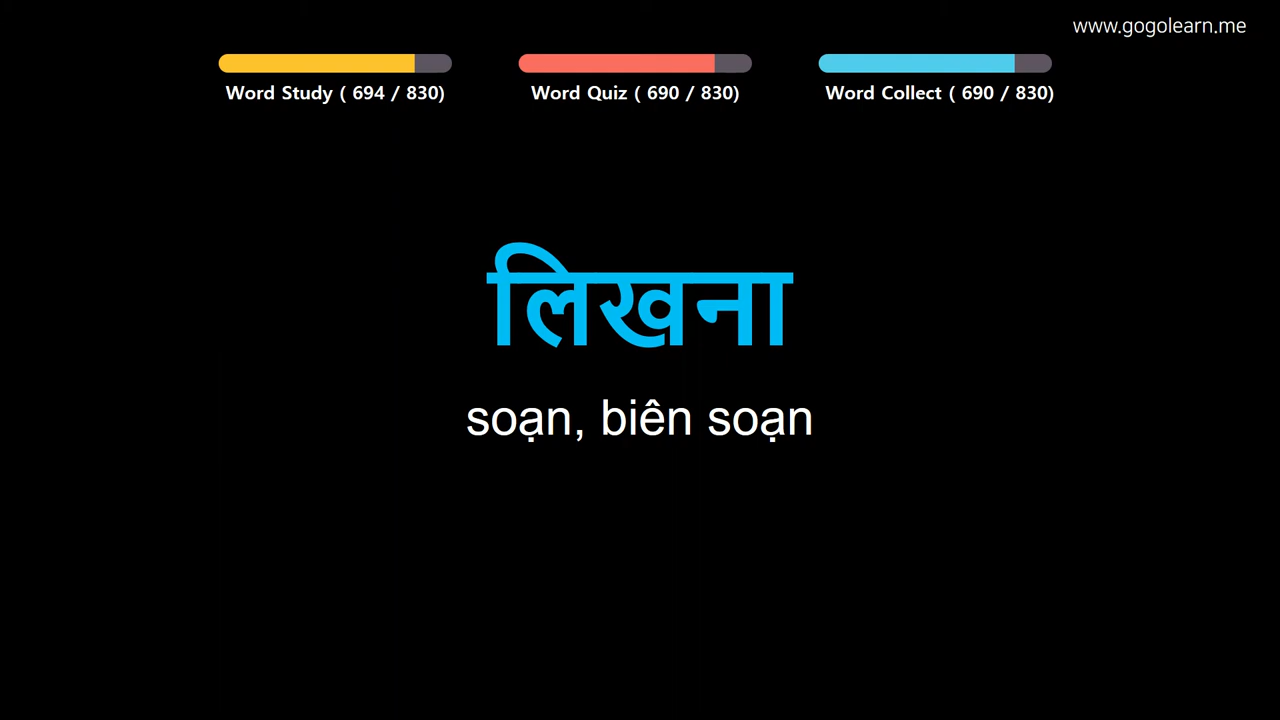 www.gogolearn.me
Word Study ( 694 / 830)
Word Quiz ( 690 / 830)
Word Collect ( 690 / 830)
लिखना
soạn, biên soạn